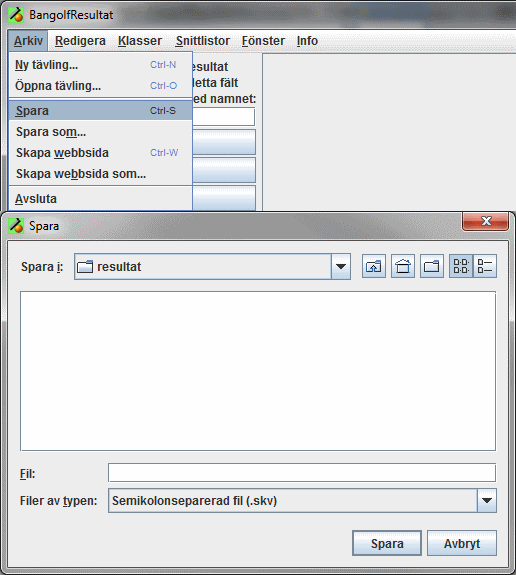 BangolfResultat
Arkiv Redigera Klasser Snittlistor Fönster Info
Ny tävling... Ctrl-N
Öppna tävling... Ctrl-O
Spara Ctrl-S
Spara som...
Skapa webbsida Ctrl-W
Skapa webbsida som...
Avsluta
esultat
detta fält
ed namnet:
Spara
Spara i: resultat
Fil:
Filer av typen: Semikolonseparerad fil (.skv)
Spara Avbryt